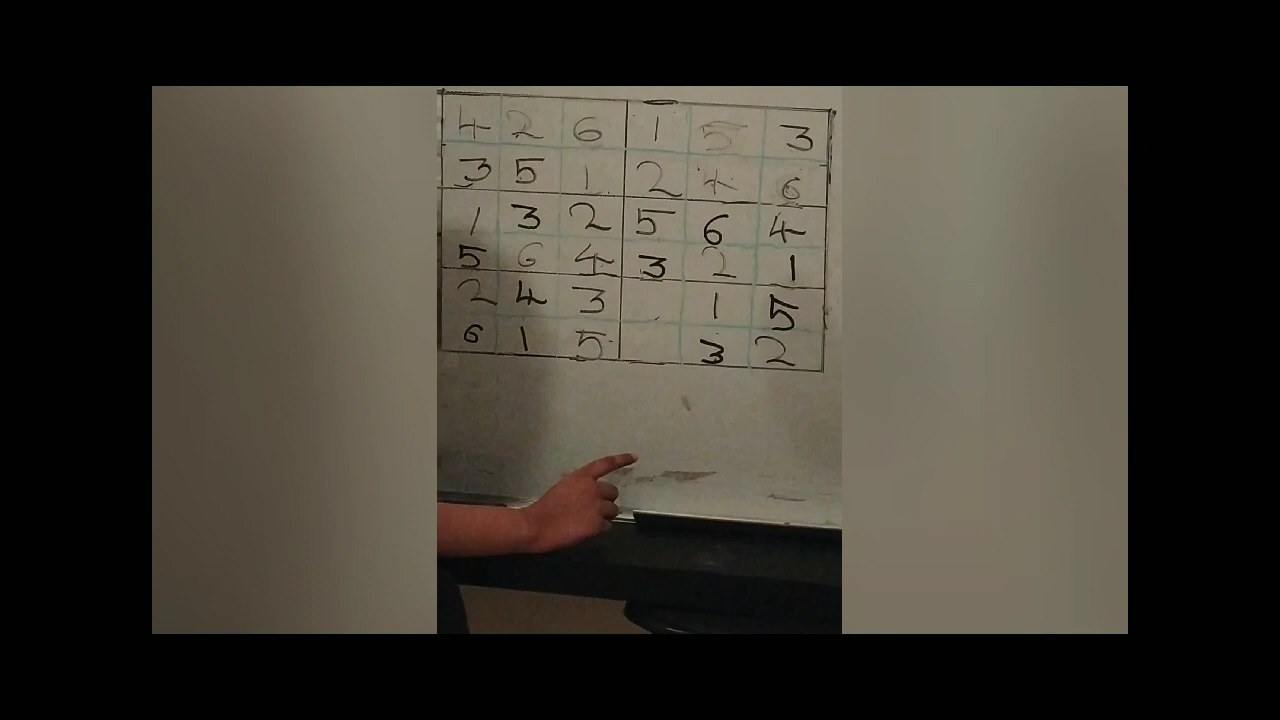 4 2 6 1 5 3
3 5 1 2 4 6
1 3 2 5 6 4
5 6 4 3 2 1
2 4 3 1 5
6 1 5 3 2